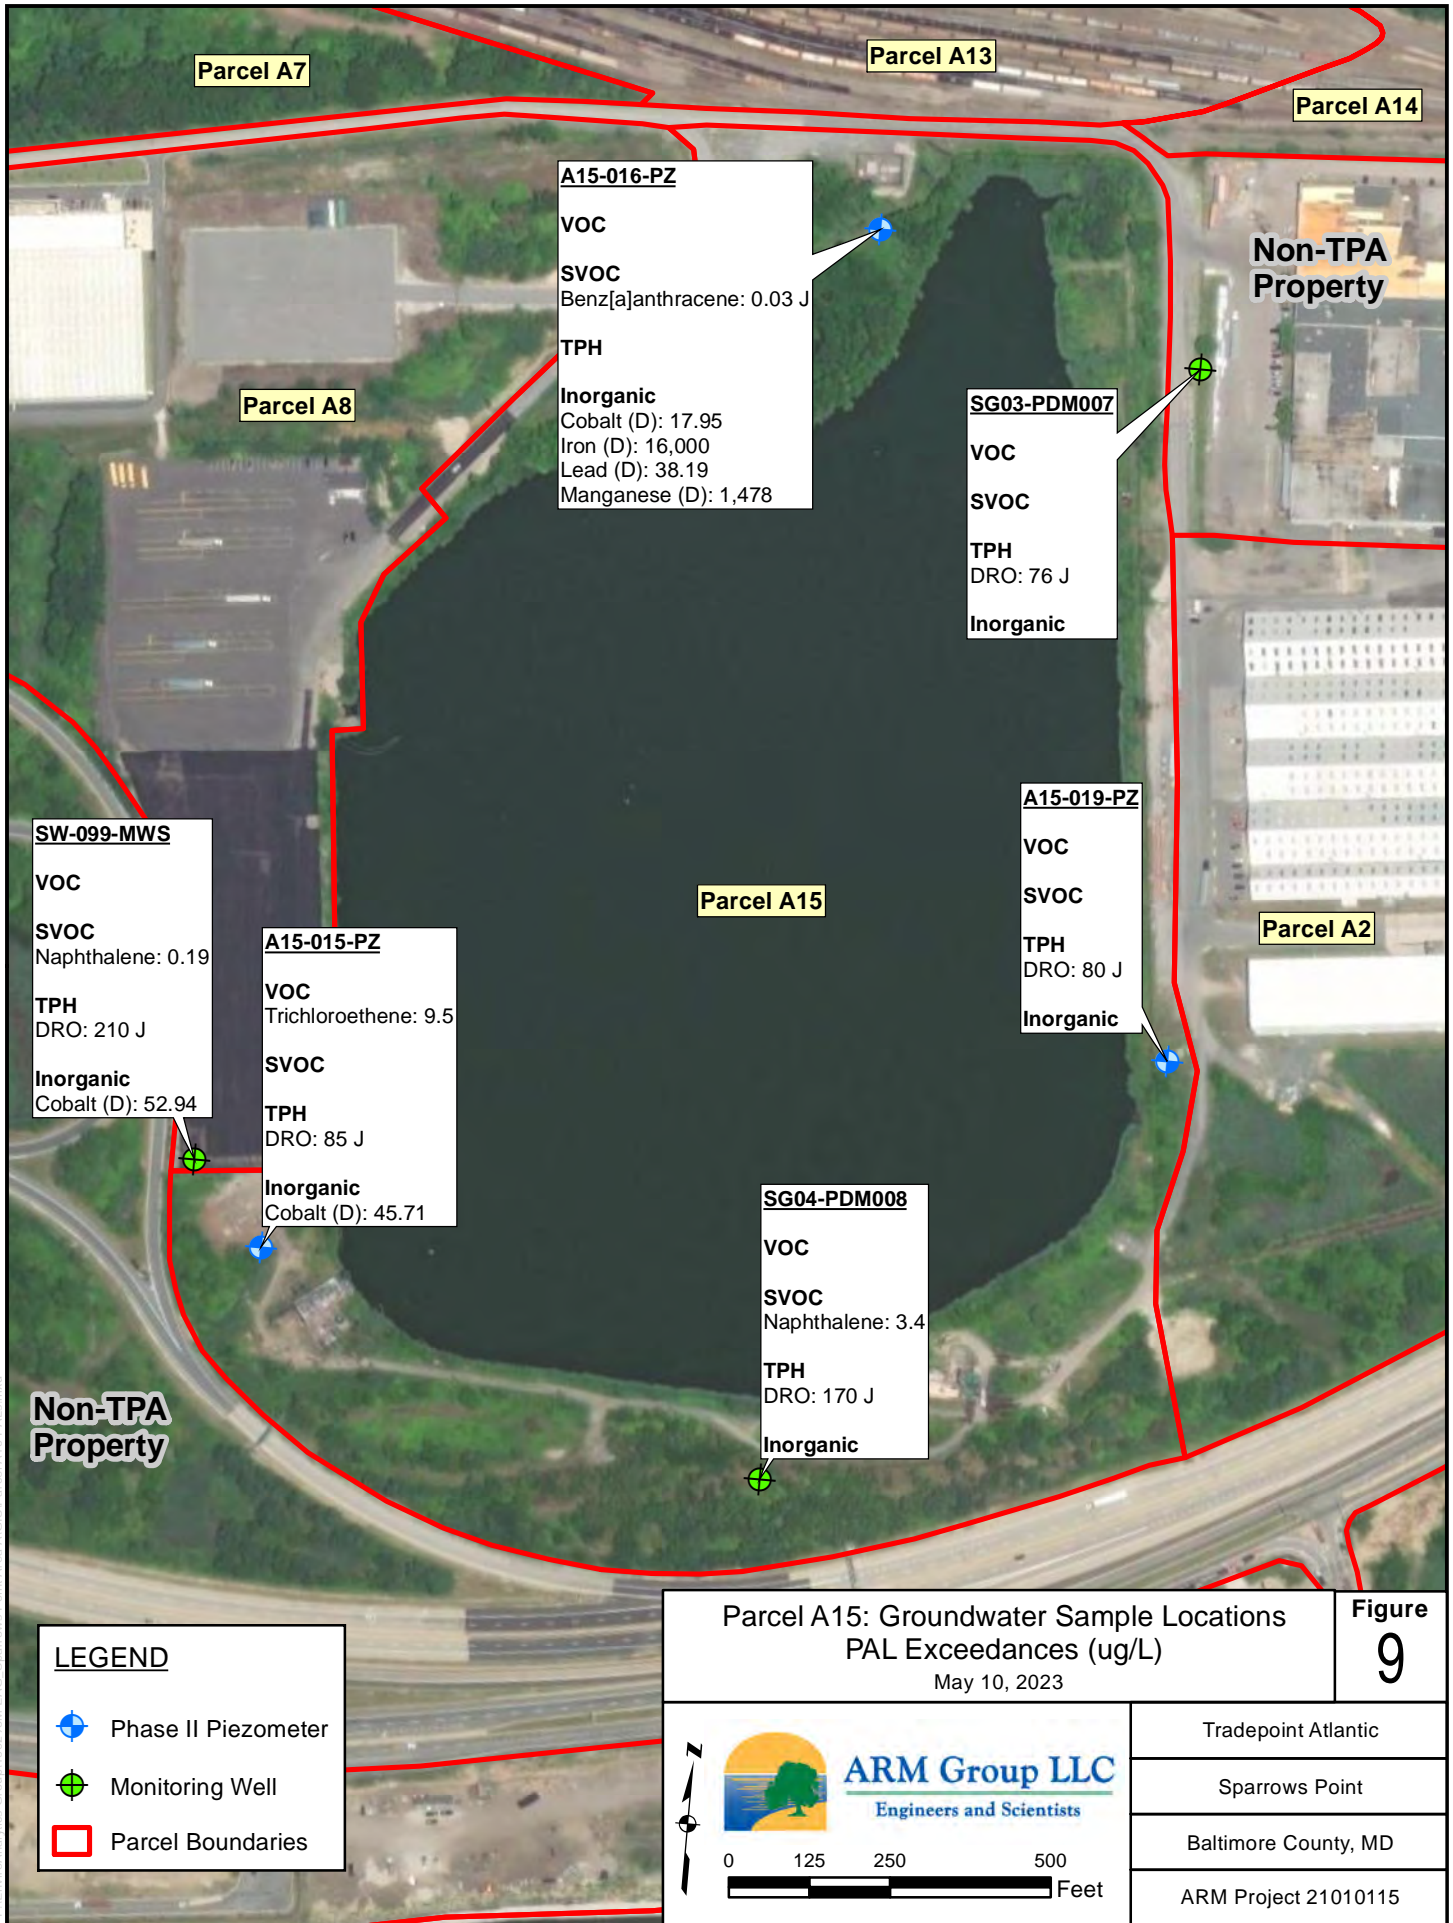 Parcel A7
Parcel A13
Parcel A14
A15-016-PZ
VOC
SVOC
Benz[a]anthracene: 0.03 J
TPH
Inorganic
Cobalt (D): 17.95
Iron (D): 16,000
Lead (D): 38.19
Manganese (D): 1,478
Non-TPA
Property
Parcel A8
SG03-PDM007
VOC
SVOC
TPH
DRO: 76 J
Inorganic
A15-019-PZ
VOC
SVOC
TPH
DRO: 80 J
Inorganic
SW-099-MWS
VOC
SVOC
Naphthalene: 0.19
TPH
DRO: 210 J
Inorganic
Cobalt (D): 52.94
Parcel A15
Parcel A2
A15-015-PZ
VOC
Trichloroethene: 9.5
SVOC
TPH
DRO: 85 J
Inorganic
Cobalt (D): 45.71
SG04-PDM008
VOC
SVOC
Naphthalene: 3.4
TPH
DRO: 170 J
Inorganic
Non-TPA
Property
LEGEND
Phase II Piezometer
Monitoring Well
Parcel Boundaries
Parcel A15: Groundwater Sample Locations
PAL Exceedances (ug/L)
May 10, 2023
Figure
9
Z
ARM Group LLC
Engineers and Scientists
0 125 250 500
Feet
Tradepoint Atlantic
Sparrows Point
Baltimore County, MD
ARM Project 21010115